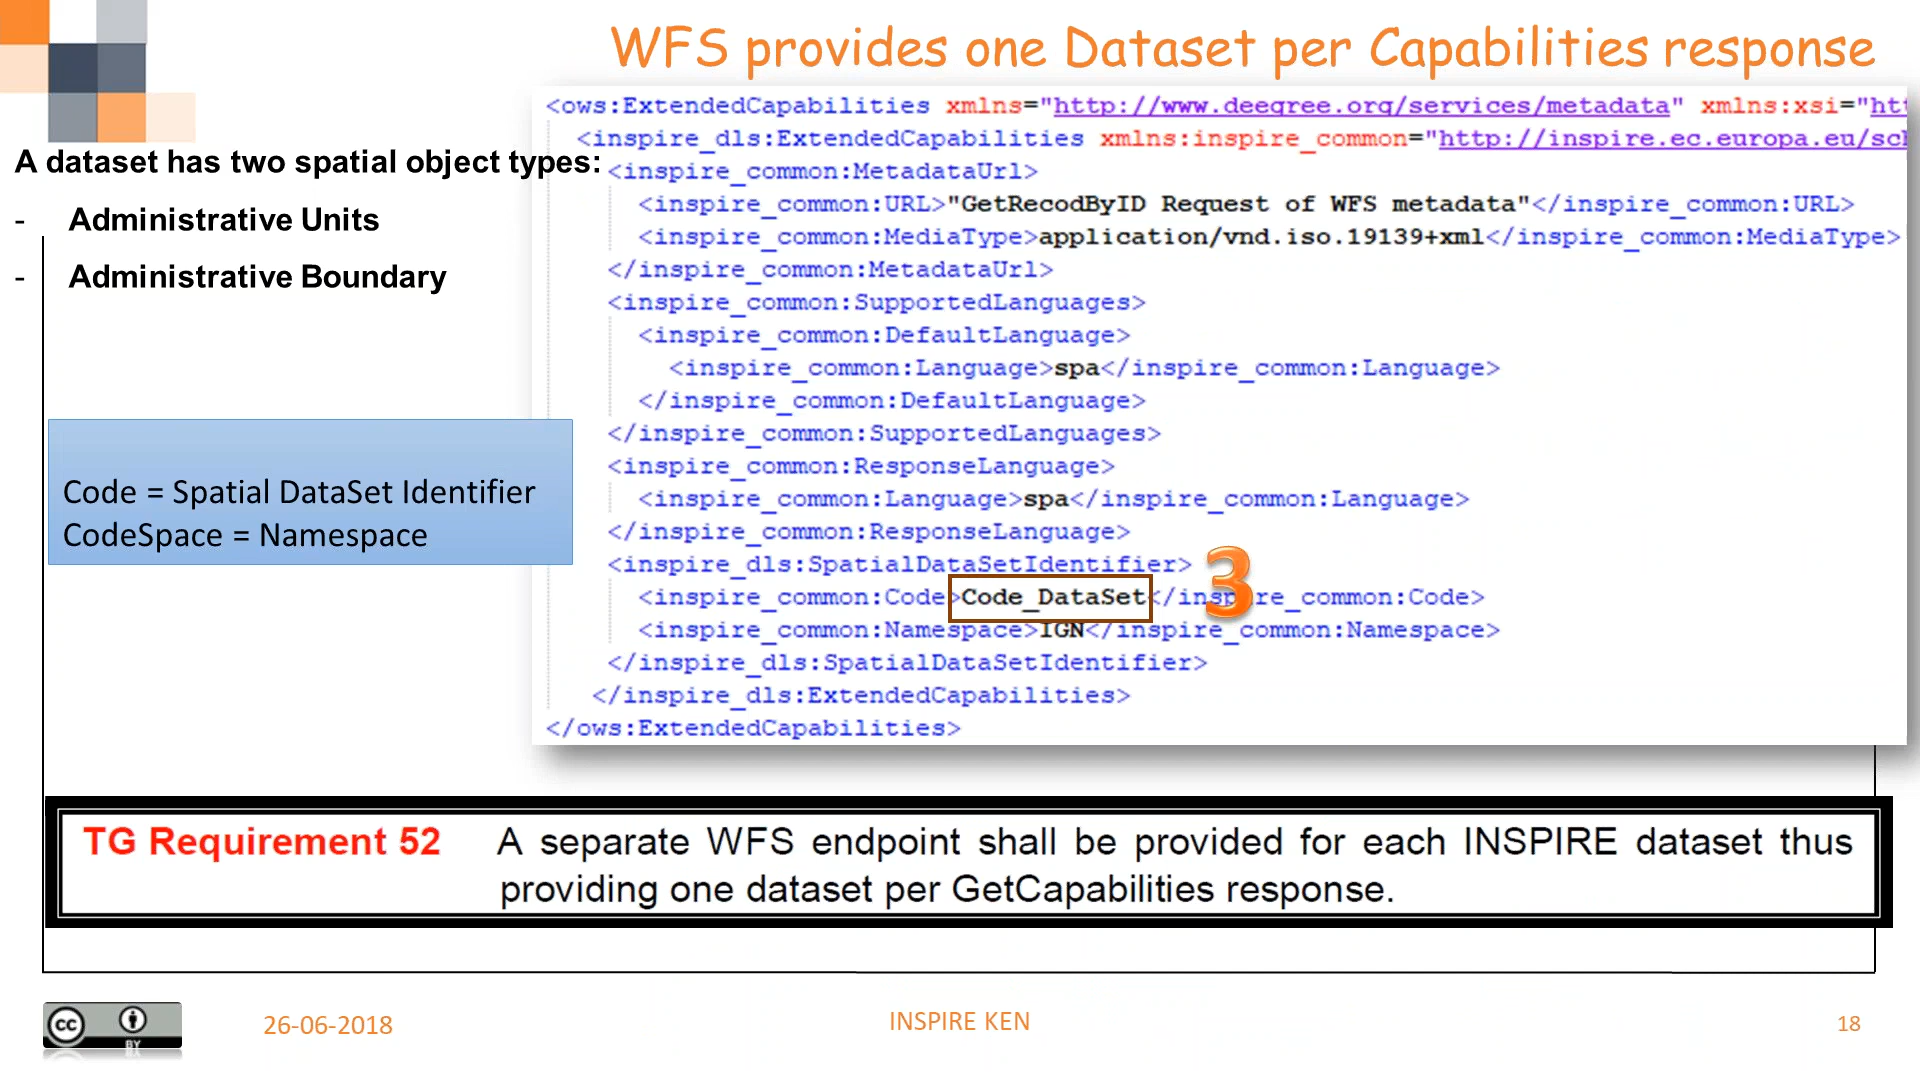 WFS provides one Dataset per Capabilities response
A dataset has two spatial object types:
- Administrative Units
- Administrative Boundary
Code = Spatial DataSet Identifier
CodeSpace = Namespace
<ows:ExtendedCapabilities xmlns="http://www.deegree.org/services/metadata" xmlns:xsi="htt
<inspire_dls:ExtendedCapabilities xmlns:inspire_common="http://inspire.ec.europa.eu/scl
<inspire_common:MetadataUrl>
<inspire_common:URL>"GetRecodByID Request of WFS metadata"</inspire_common:URL>
<inspire_common:MediaType>application/vnd.iso.19139+xml</inspire_common:MediaType>
</inspire_common:MetadataUrl>
<inspire_common:SupportedLanguages>
<inspire_common:DefaultLanguage>
<inspire_common:Language>spa</inspire_common:Language>
</inspire_common:DefaultLanguage>
</inspire_common:SupportedLanguages>
<inspire_common:ResponseLanguage>
<inspire_common:Language>spa</inspire_common:Language>
</inspire_common:ResponseLanguage>
<inspire_dls:SpatialDataSetIdentifier>
3
<inspire_common:Code>Code_DataSet</inspire_common:Code>
<inspire_common:Namespace>IGN</inspire_common:Namespace>
</inspire_dls:SpatialDataSetIdentifier>
</inspire_dls:ExtendedCapabilities>
</ows:ExtendedCapabilities>
TG Requirement 52 A separate WFS endpoint shall be provided for each INSPIRE dataset thus
providing one dataset per GetCapabilities response.
cc BY
26-06-2018
INSPIRE KEN
18